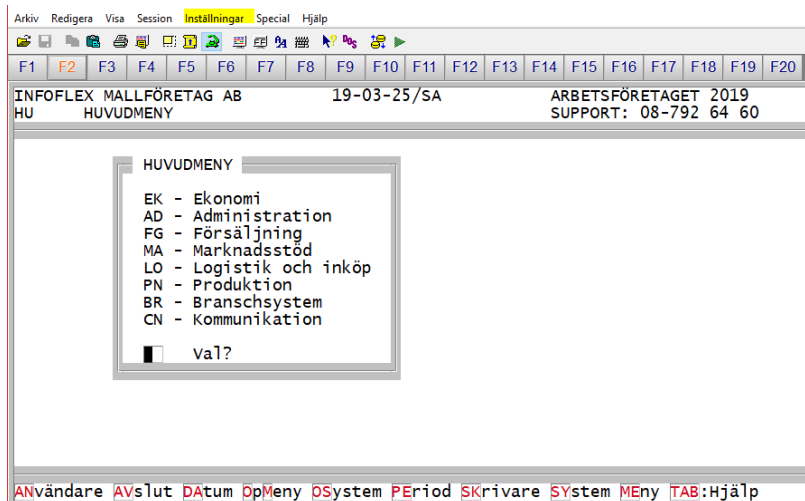 Arkiv Redigera Visa Session Inställningar Special Hjälp
F1 F2 F3 F4 F5 F6 F7 F8 F9 F10 F11 F12 F13 F14 F15 F16 F17 F18 F19 F20
INFOFLEX MALLFÖRETAG AB 19-03-25/SA ARBETSFÖRETAGET 2019
HU HUVUDMENY SUPPORT: 08-792 64 60
HUVUDMENY
EK - Ekonomi
AD - Administration
FG - Försäljning
MA - Marknadsstöd
LO - Logistik och inköp
PN - Produktion
BR - Branschsystem
CN - Kommunikation
Val?
ANvändare AVslut DAtum OpMeny OSystem PEriod SKrivare SYstem MEny TAB:Hjälp